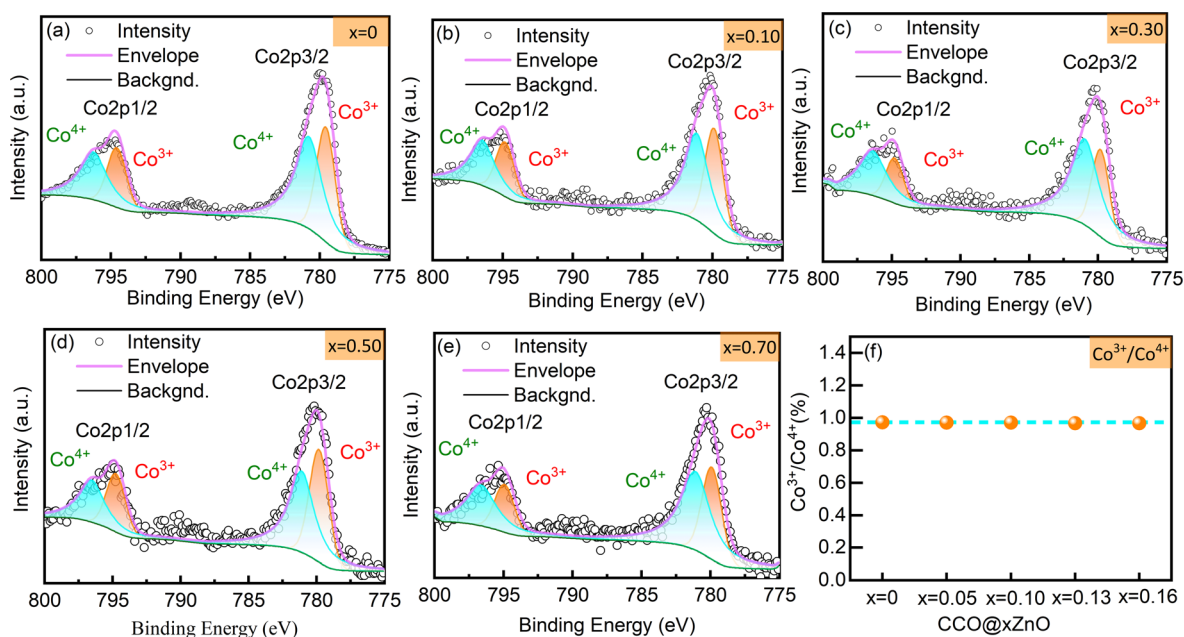 (a)
Intensity
Envelope
Backgnd.
x=0
Co2p3/2
Co2p1/2
Co⁴⁺
Co³⁺
Co⁴⁺
Co³⁺
Intensity (a.u.)
800 795 790 785 780 775
Binding Energy (eV)
(b)
Intensity
Envelope
Backgnd.
x=0.10
Co2p3/2
Co2p1/2
Co⁴⁺
Co³⁺
Co⁴⁺
Co³⁺
Intensity (a.u.)
800 795 790 785 780 775
Binding Energy (eV)
(c)
Intensity
Envelope
Backgnd.
x=0.30
Co2p3/2
Co2p1/2
Co⁴⁺
Co³⁺
Co⁴⁺
Co³⁺
Intensity (a.u.)
800 795 790 785 780 775
Binding Energy (eV)
(d)
Intensity
Envelope
Backgnd.
x=0.50
Co2p3/2
Co2p1/2
Co⁴⁺
Co³⁺
Co⁴⁺
Co³⁺
Intensity (a.u.)
800 795 790 785 780 775
Binding Energy (eV)
(e)
Intensity
Envelope
Backgnd.
x=0.70
Co2p3/2
Co2p1/2
Co⁴⁺
Co³⁺
Co⁴⁺
Co³⁺
Intensity (a.u.)
800 795 790 785 780 775
Binding Energy (eV)
(f)
Co³⁺/Co⁴⁺
Co³⁺/Co⁴⁺(%)
1.4
1.2
1.0
0.8
0.6
0.4
0.2
0.0
x=0 x=0.05 x=0.10 x=0.13 x=0.16
CCO@xZnO